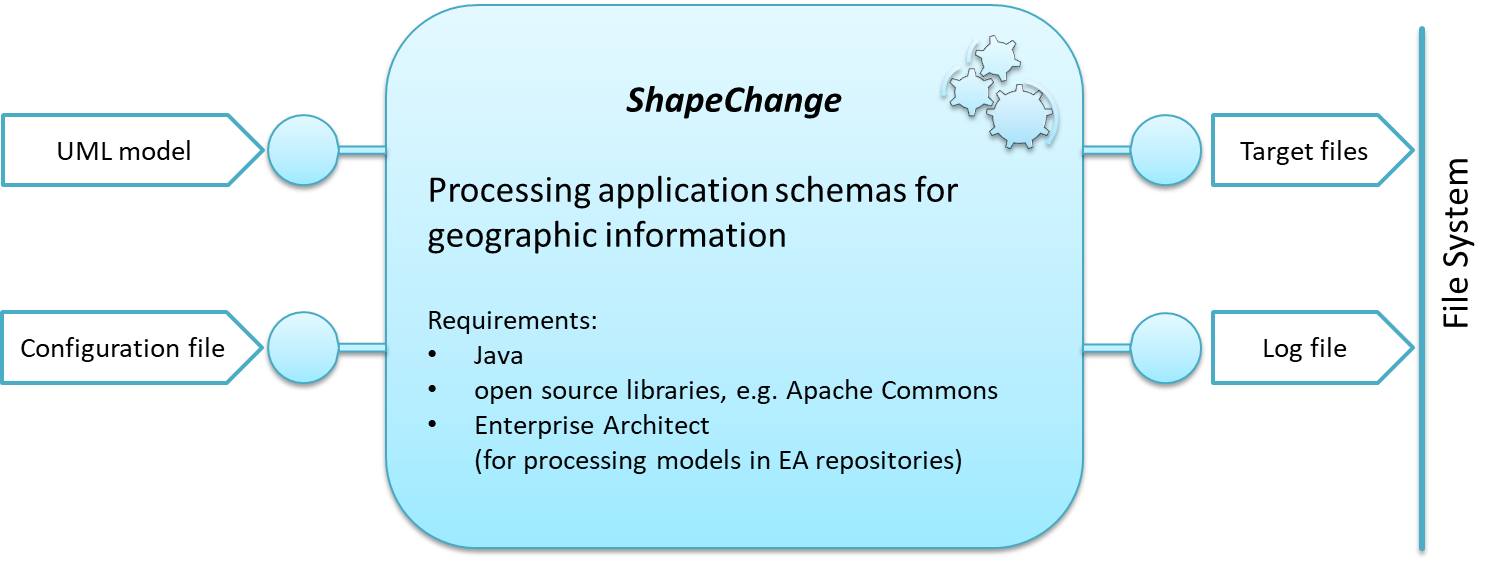 ShapeChange
UML model
Processing application schemas for
geographic information
Configuration file
Requirements:
• Java
• open source libraries, e.g. Apache Commons
• Enterprise Architect
(for processing models in EA repositories)
Target files
Log file
File System